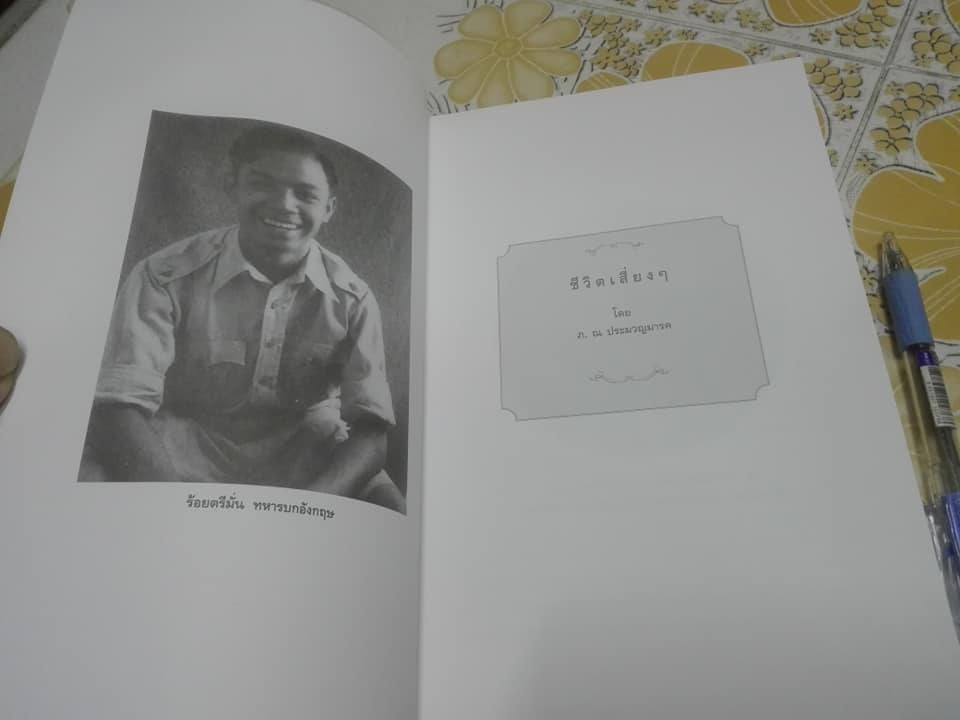 ร้อยตรีมั่น ทหารบกอังกฤษ
ชีวิตเสี่ยงๆ
โดย
ภ. ณ ประมวญมารค